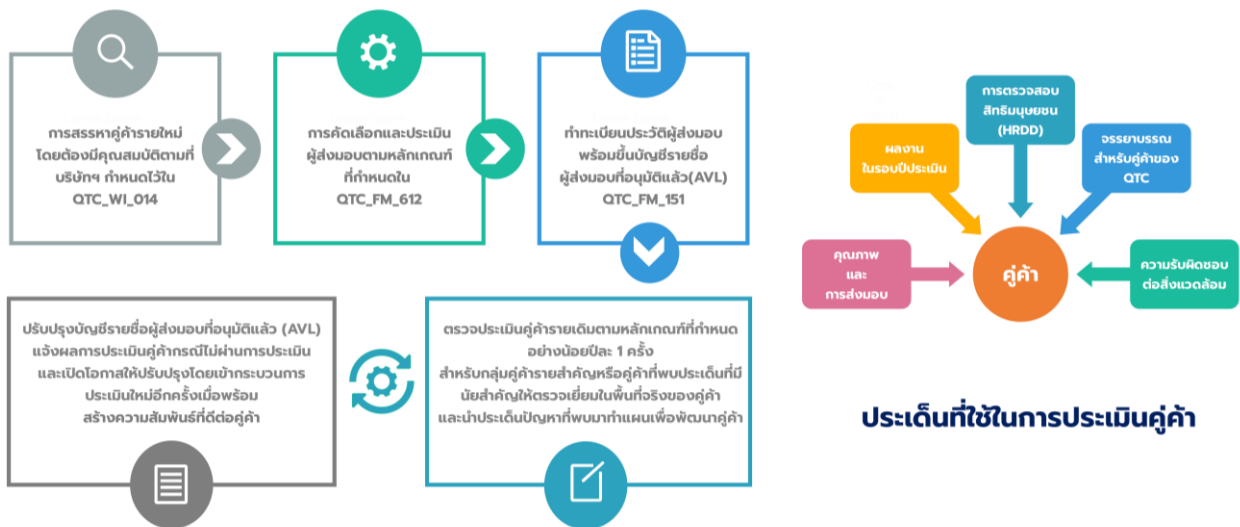 การสรรหาคู่ค้ารายใหม่
โดยต้องมีคุณสมบัติตามที่
บริษัทฯ กำหนดไว้ใน
QTC_WI_014
การคัดเลือกและประเมิน
ผู้ส่งมอบตามหลักเกณฑ์
ที่กำหนดใน
QTC_FM_612
ทำทะเบียนประวัติผู้ส่งมอบ
พร้อมขึ้นบัญชีรายชื่อ
ผู้ส่งมอบที่อนุมัติแล้ว(AVL)
QTC_FM_151
ตรวจประเมินคู่ค้ารายเดิมตามหลักเกณฑ์ที่กำหนด
อย่างน้อยปีละ 1 ครั้ง
สำหรับกลุ่มคู่ค้ารายสำคัญหรือคู่ค้าที่พบประเด็นที่มี
นัยสำคัญให้ตรวจเยี่ยมในพื้นที่จริงของคู่ค้า
และนำประเด็นปัญหาที่พบมาทำแผนเพื่อพัฒนาคู่ค้า
ปรับปรุงบัญชีรายชื่อผู้ส่งมอบที่อนุมัติแล้ว (AVL)
แจ้งผลการประเมินคู่ค้ากรณีไม่ผ่านการประเมิน
และเปิดโอกาสให้ปรับปรุงโดยเข้ากระบวนการ
ประเมินใหม่อีกครั้งเมื่อพร้อม
สร้างความสัมพันธ์ที่ดีต่อคู่ค้า
คุณภาพ
และ
การส่งมอบ
ผลงาน
ในรอบปีประเมิน
การตรวจสอบ
สิทธิมนุษยชน
(HRDD)
จรรยาบรรณ
สำหรับคู่ค้าของ
QTC
ความรับผิดชอบ
ต่อสิ่งแวดล้อม
คู่ค้า
ประเด็นที่ใช้ในการประเมินคู่ค้า